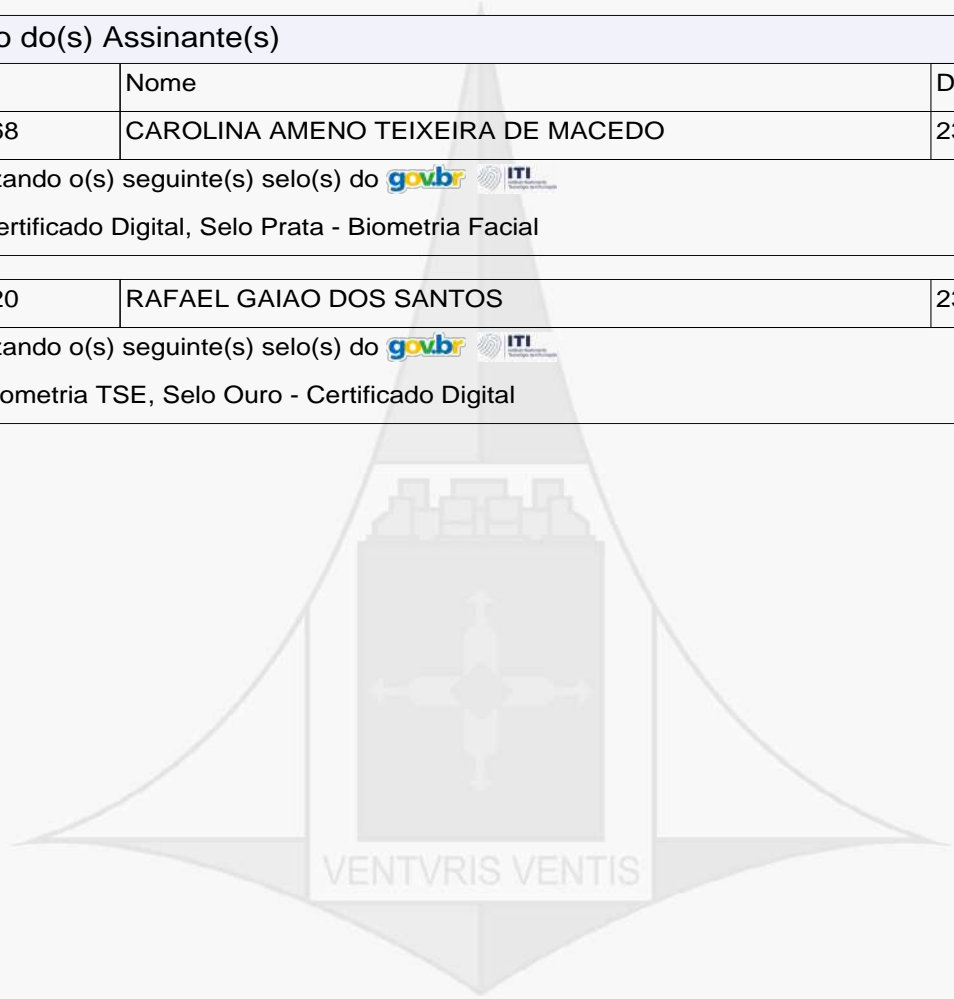 o do(s) Assinante(s)
Nome D
68 CAROLINA AMENO TEIXEIRA DE MACEDO 23
zando o(s) seguinte(s) selo(s) do gov.br ITI
ertificado Digital, Selo Prata - Biometria Facial
20 RAFAEL GAIAO DOS SANTOS 23
zando o(s) seguinte(s) selo(s) do gov.br ITI
ometria TSE, Selo Ouro - Certificado Digital
VENTVRIS VENTIS